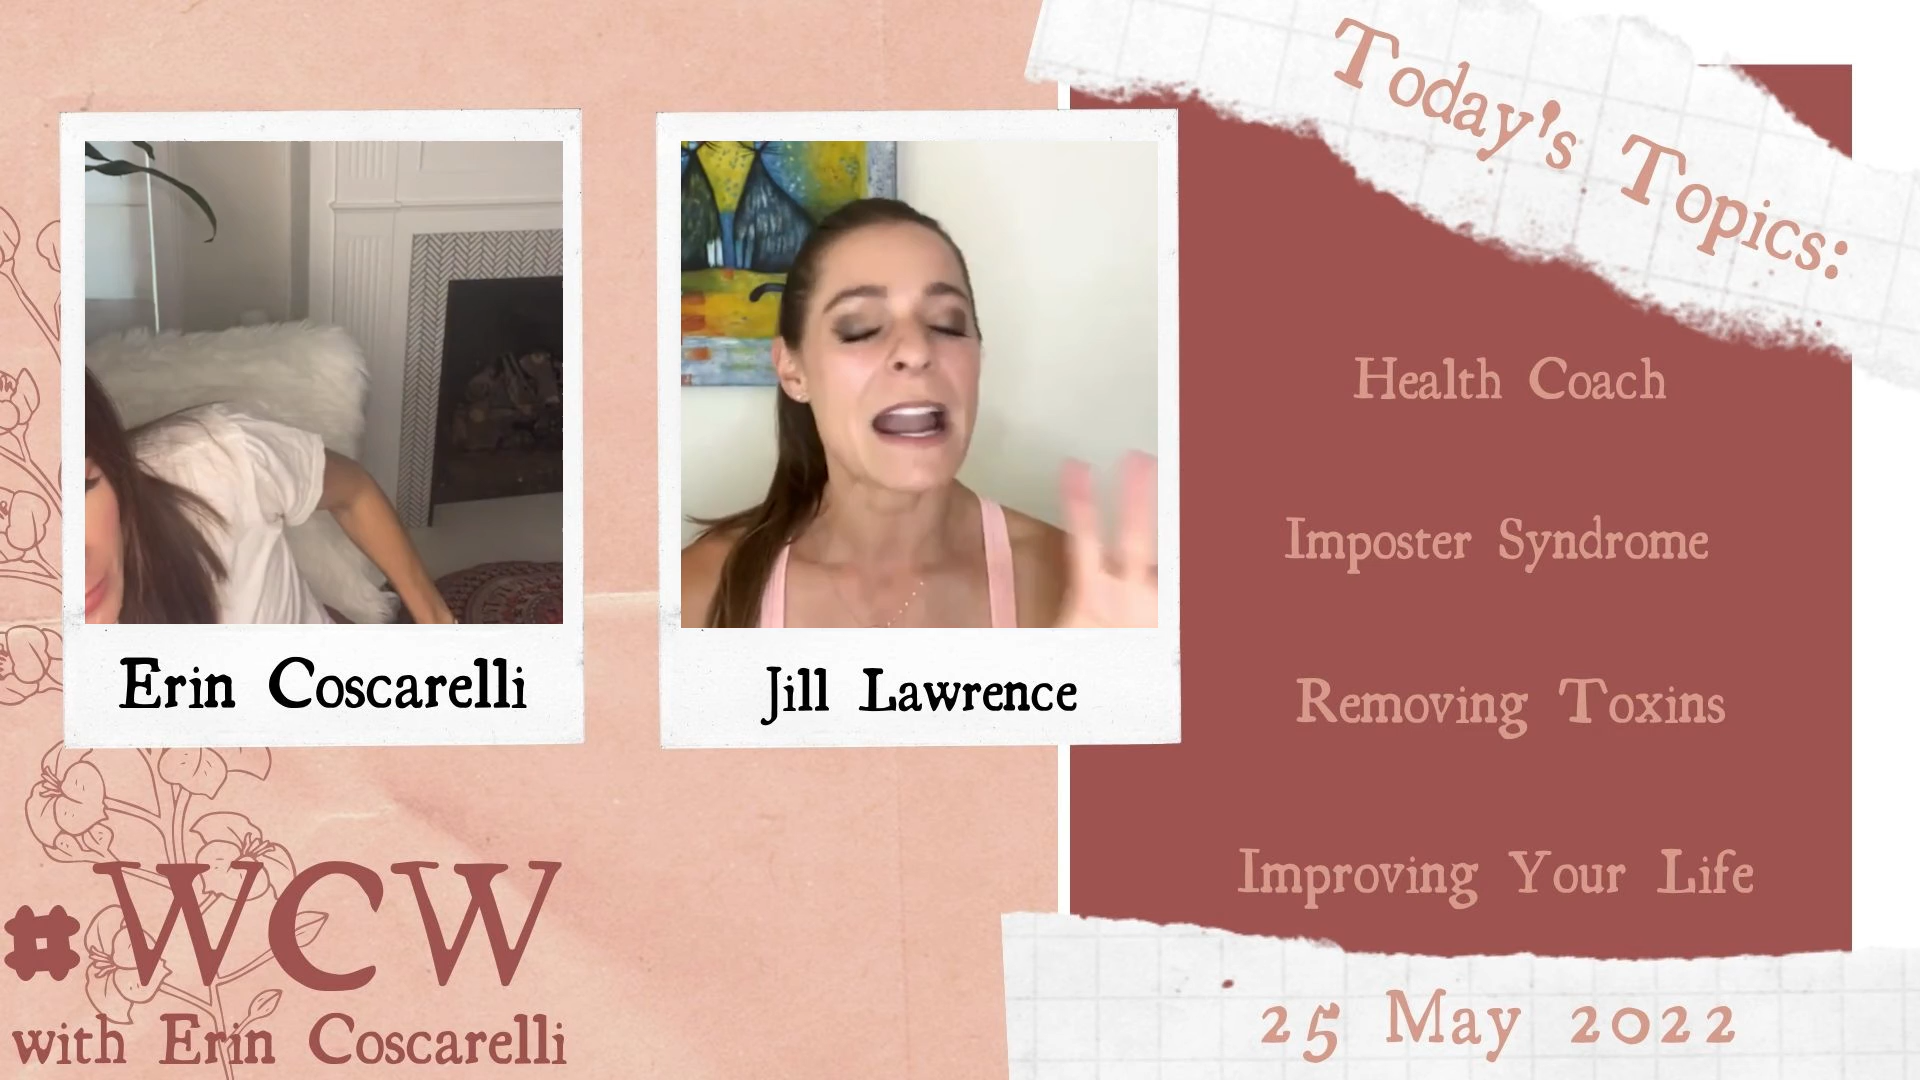 Today's Topics:
Erin Coscarelli
Jill Lawrence
Health Coach
Imposter Syndrome
Removing Toxins
Improving Your Life
#WCW
with Erin Coscarelli
25 May 2022